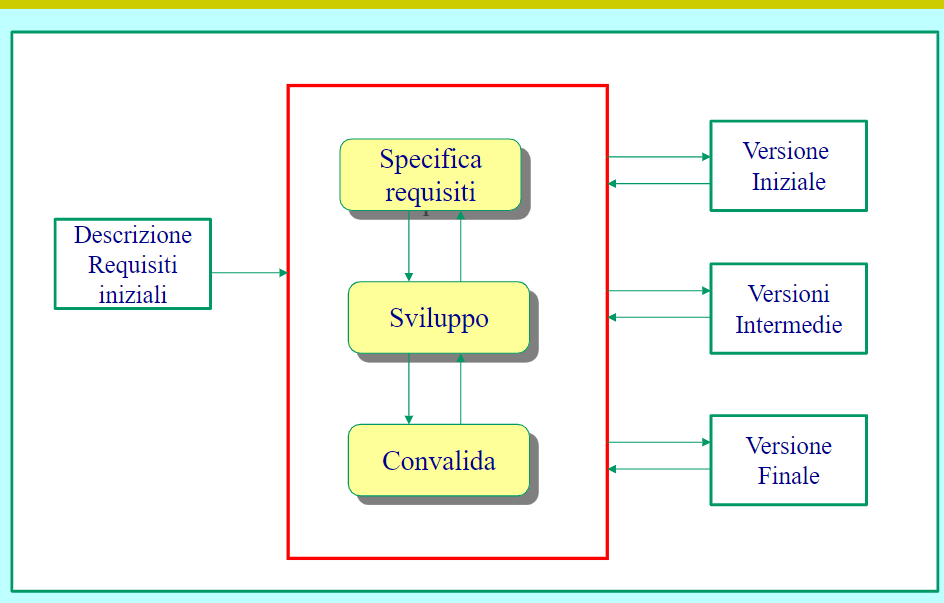 Descrizione
Requisiti
iniziali
Specifica
requisiti
Sviluppo
Convalida
Versione
Iniziale
Versioni
Intermedie
Versione
Finale